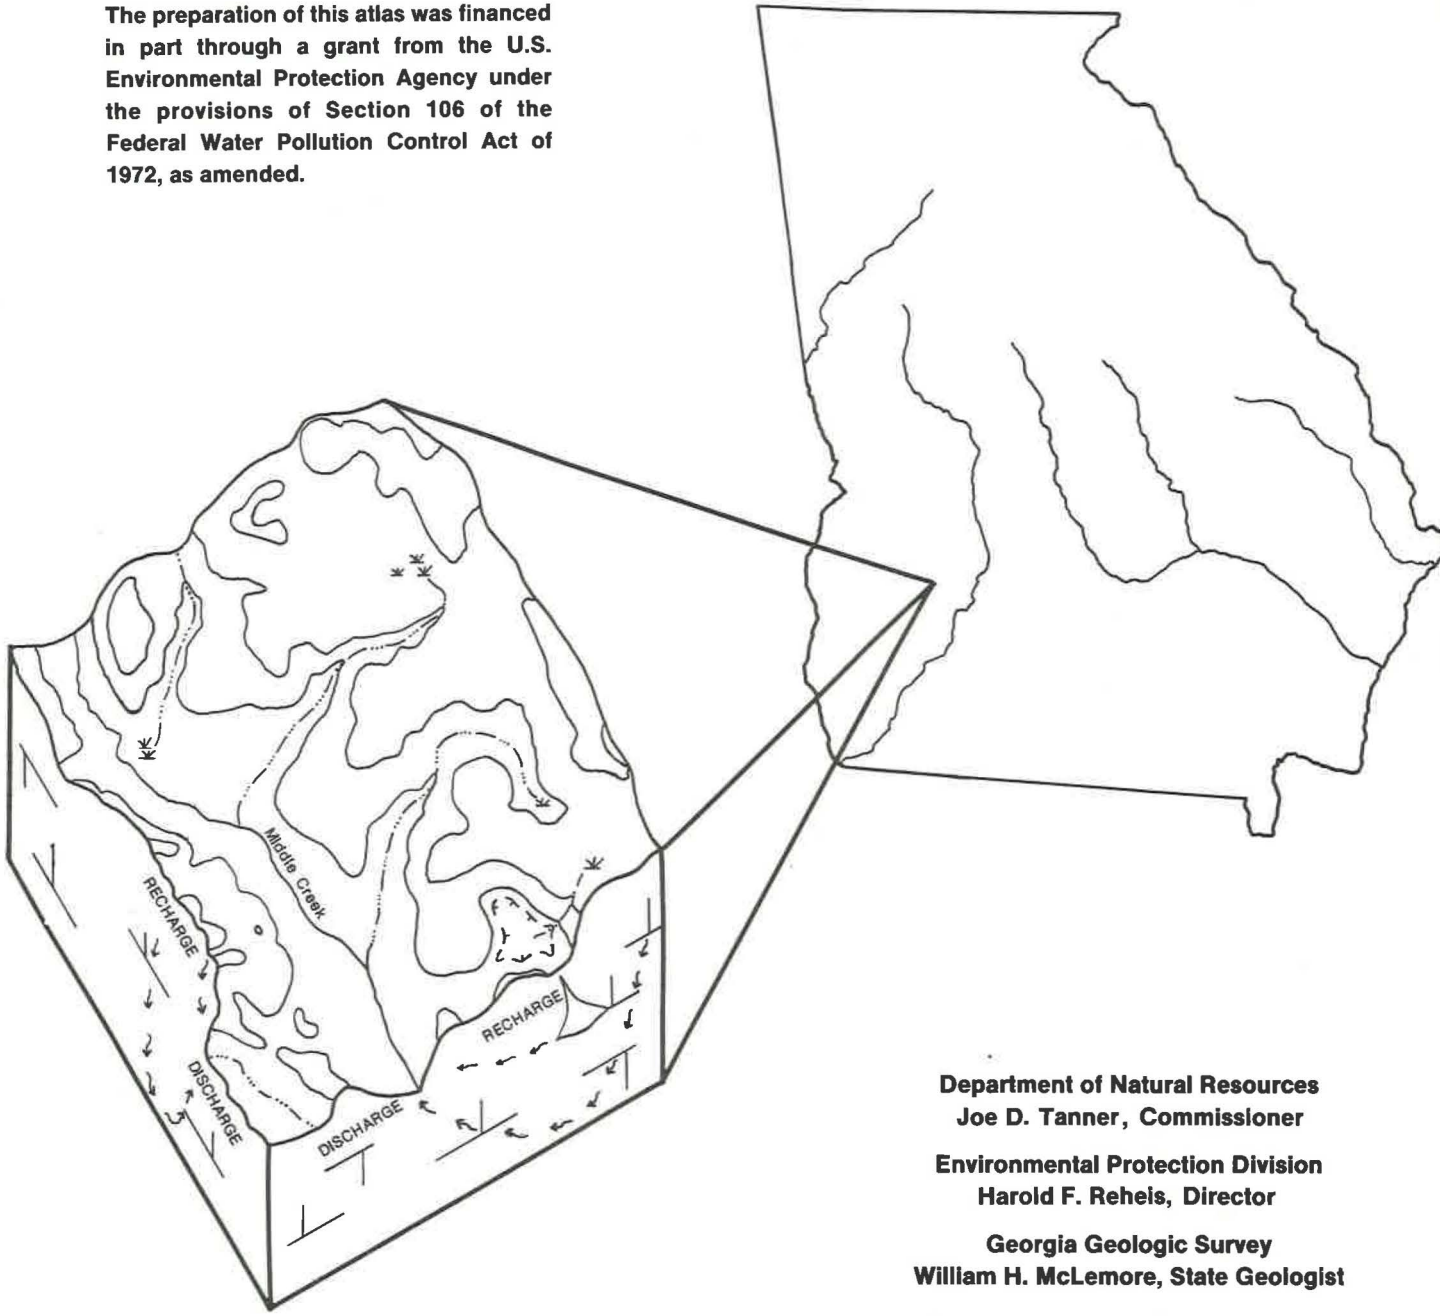 The preparation of this atlas was financed
in part through a grant from the U.S.
Environmental Protection Agency under
the provisions of Section 106 of the
Federal Water Pollution Control Act of
1972, as amended.
Middle Creek
RECHARGE
RECHARGE
DISCHARGE
DISCHARGE
Department of Natural Resources
Joe D. Tanner, Commissioner
Environmental Protection Division
Harold F. Reheis, Director
Georgia Geologic Survey
William H. McLemore, State Geologist